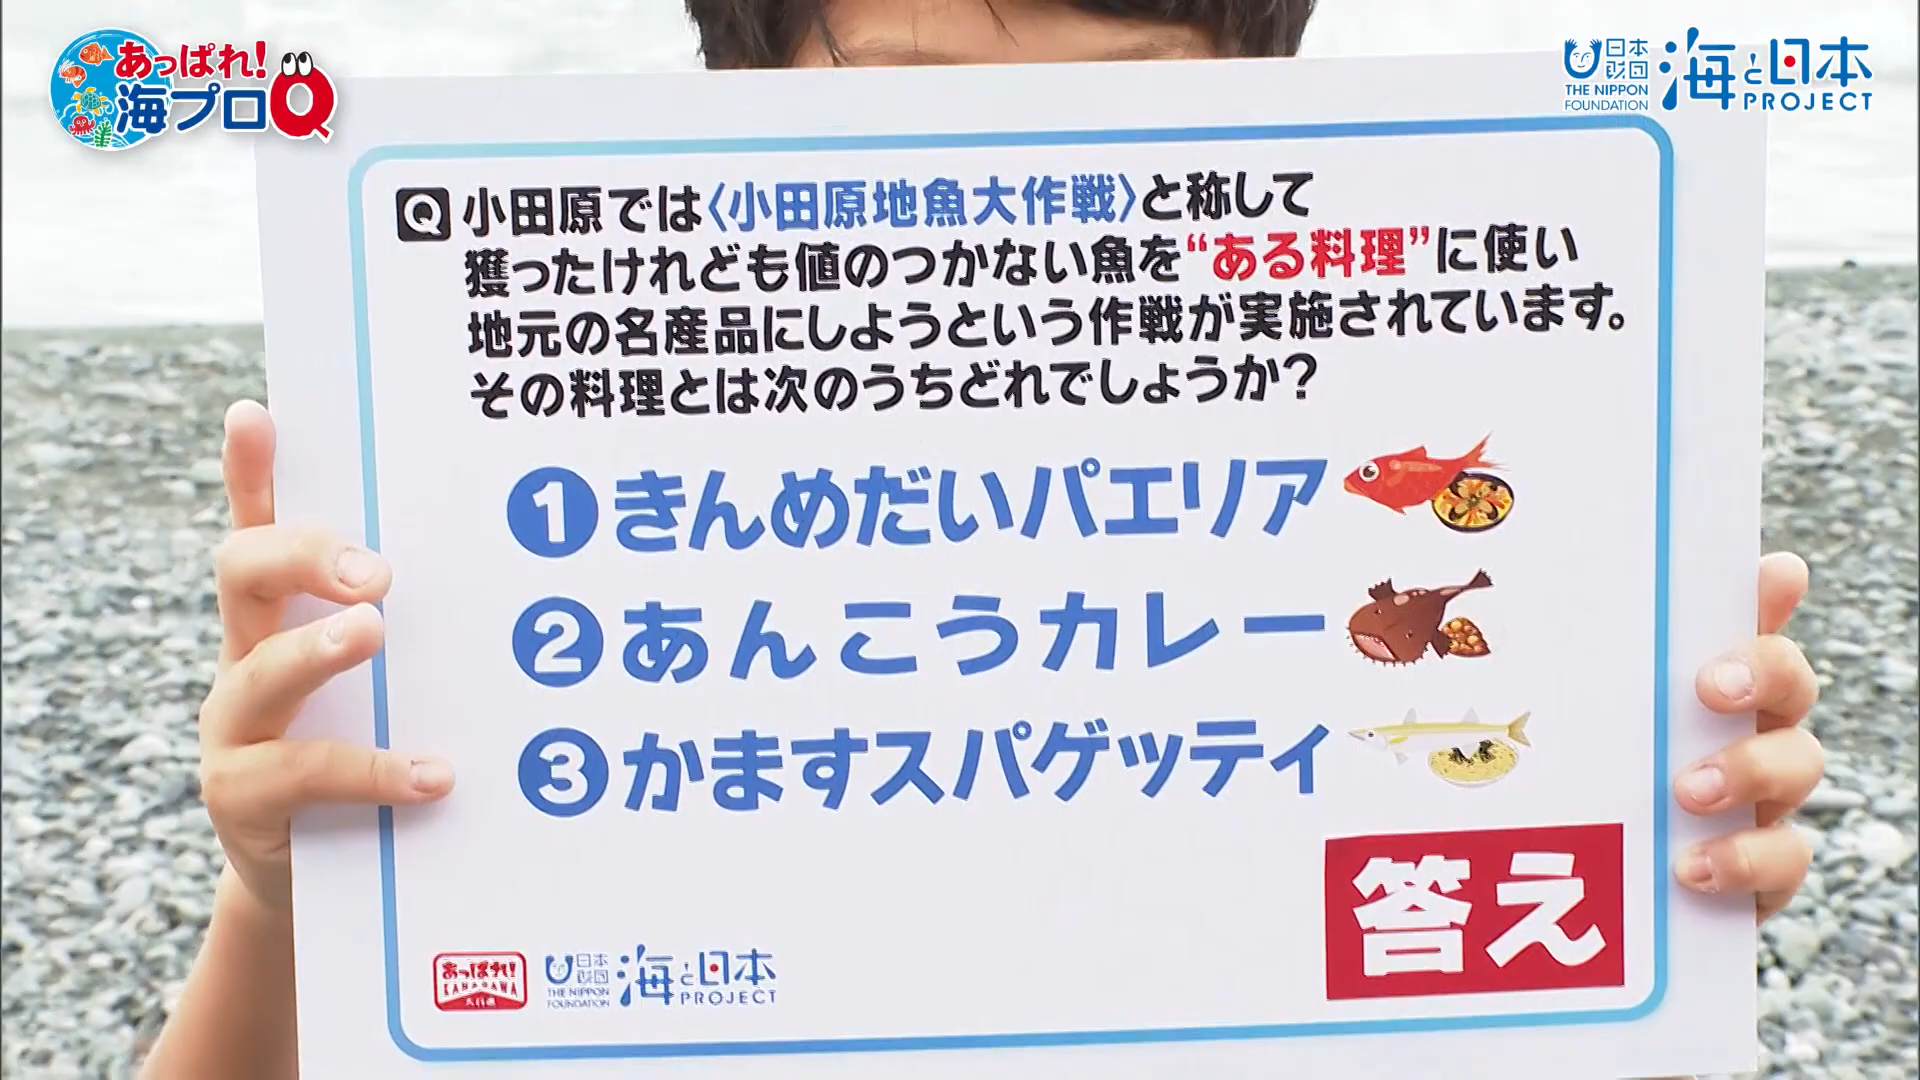 あっぱれ!
海プロQ
日本
財団
THE NIPPON
FOUNDATION
海と日本
PROJECT
Q 小田原では〈小田原地魚大作戦〉と称して
獲ったけれども値のつかない魚を“ある料理”に使い
地元の名産品にしようという作戦が実施されています。
その料理とは次のうちどれでしょうか?
1 きんめだいパエリア
2 あんこうカレー
3 かますスパゲッティ
答え
あっぱれ!
KANAGAWA
大行進
日本
財団
THE NIPPON
FOUNDATION
海と日本
PROJECT